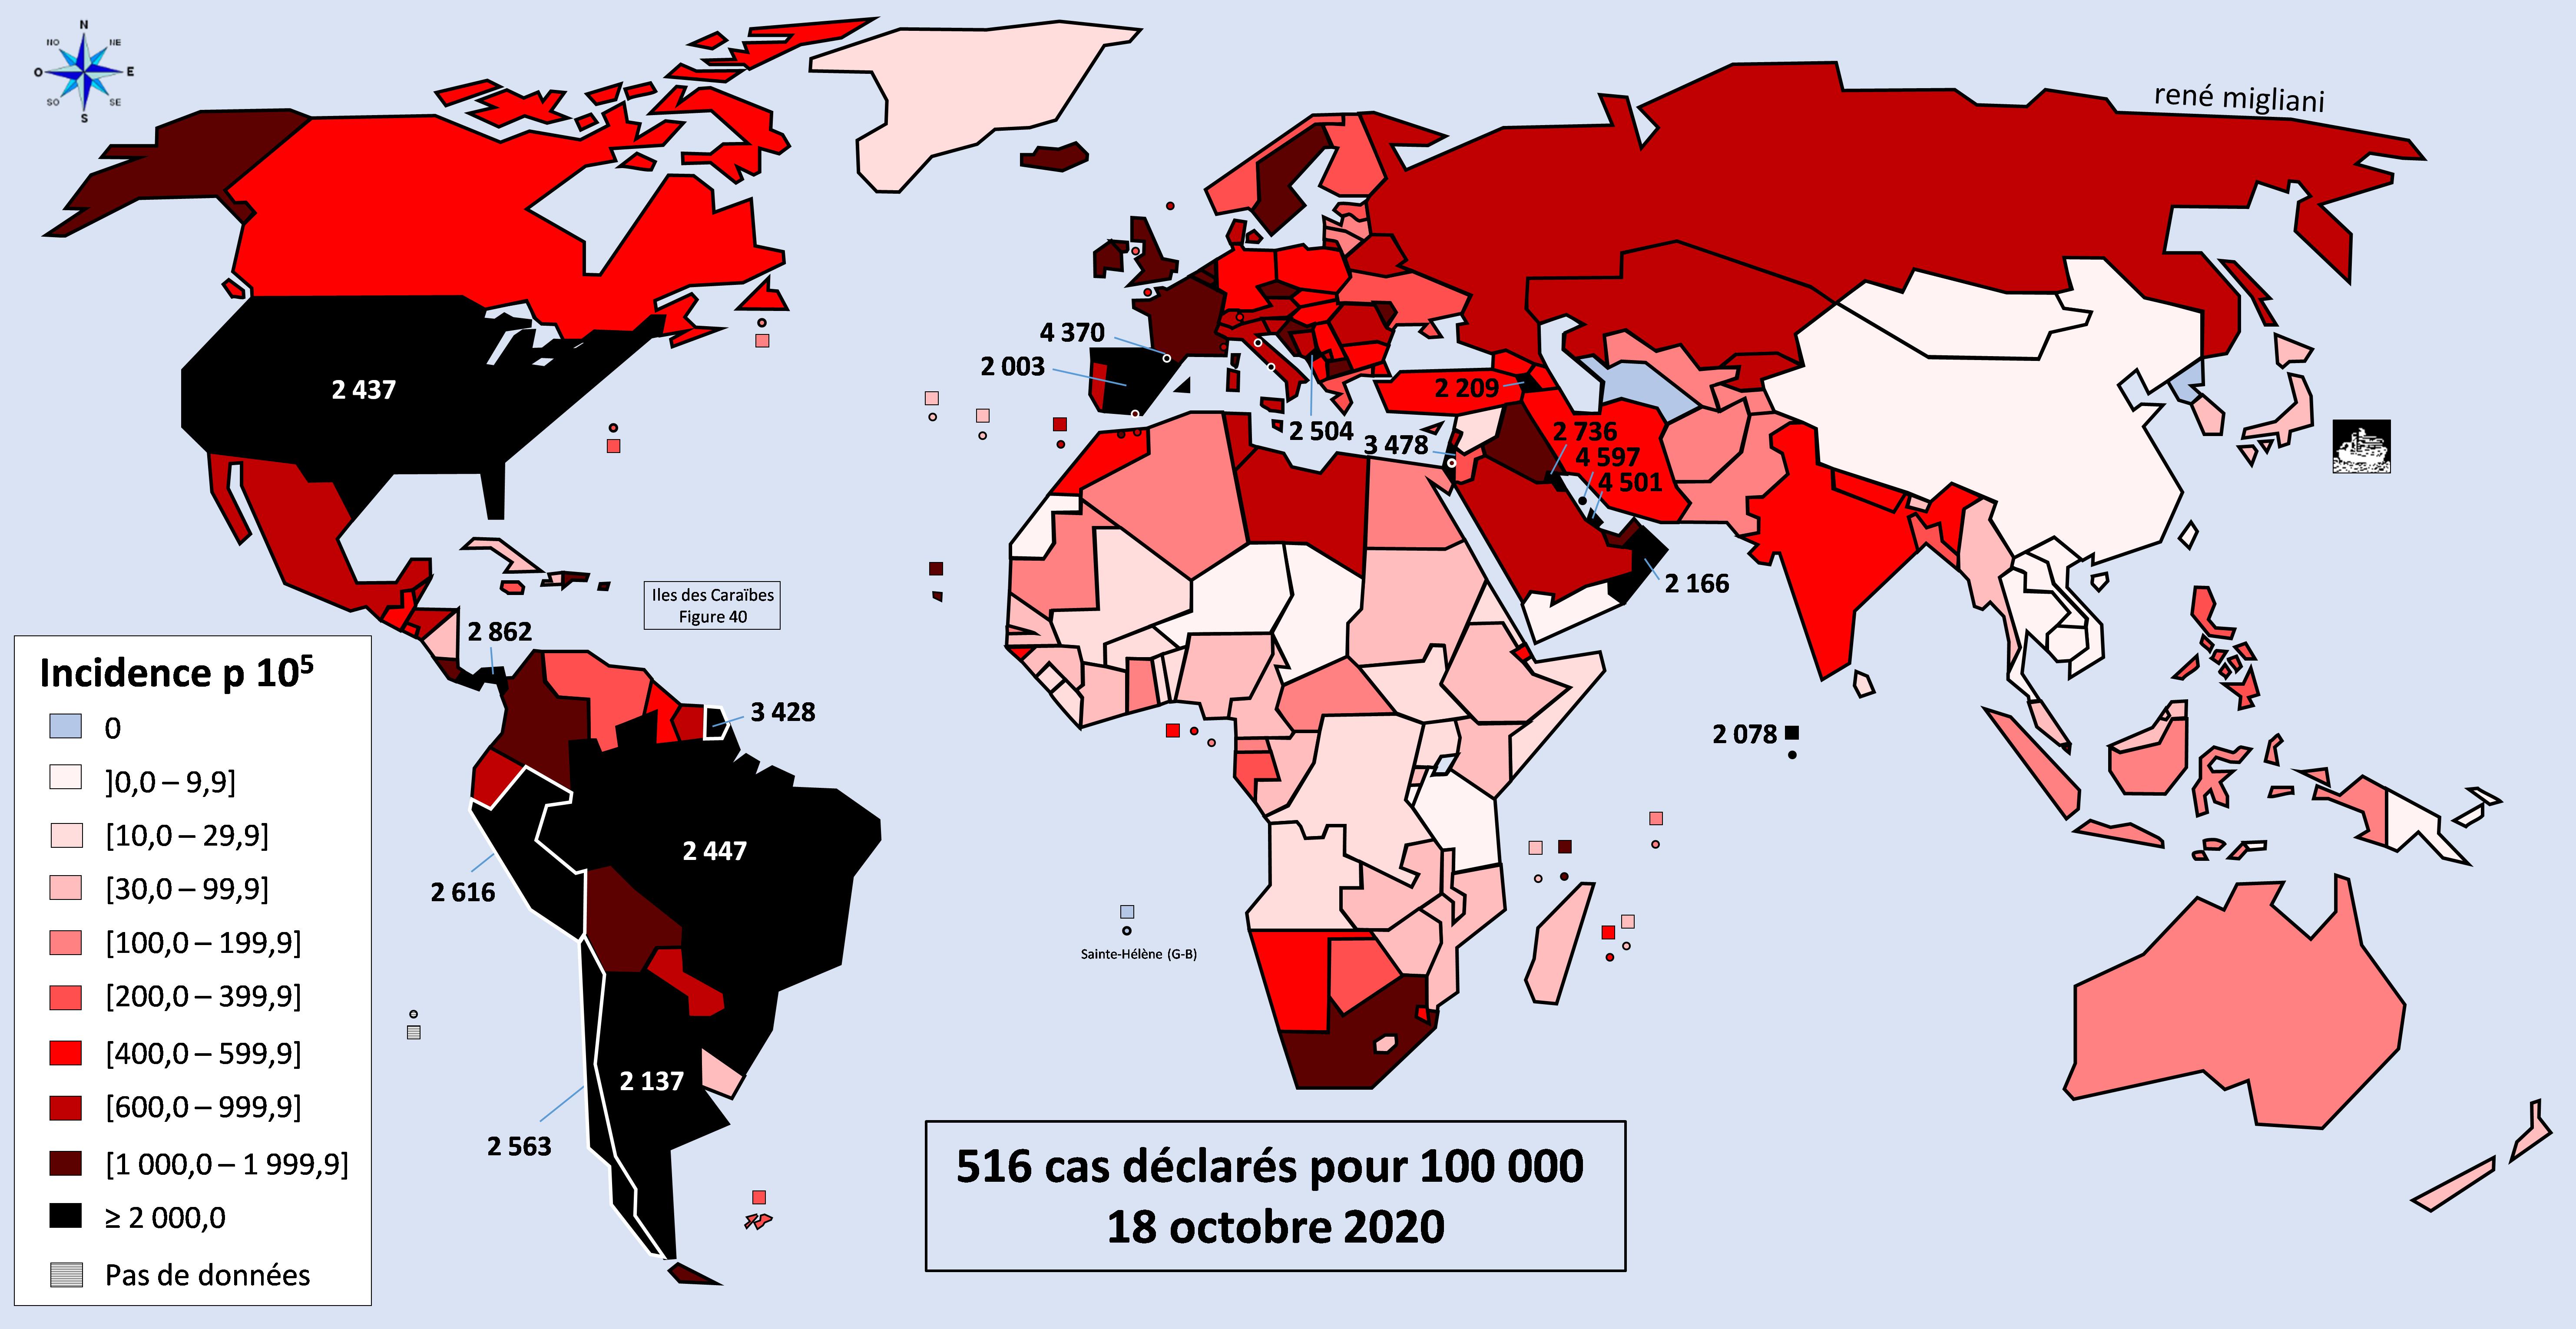 N
NO
NE
O
E
SO
SE
S
rené migliani
4 370
2 003
2 437
2 209
2 504
3 478
2 736
4 597
4 501
2 166
Iles des Caraïbes
Figure 40
2 862
3 428
2 078
2 447
2 616
Sainte-Hélène (G-B)
2 137
2 563
Incidence p 10⁵
0
]0,0 – 9,9]
[10,0 – 29,9]
[30,0 – 99,9]
[100,0 – 199,9]
[200,0 – 399,9]
[400,0 – 599,9]
[600,0 – 999,9]
[1 000,0 – 1 999,9]
≥ 2 000,0
Pas de données
516 cas déclarés pour 100 000
18 octobre 2020